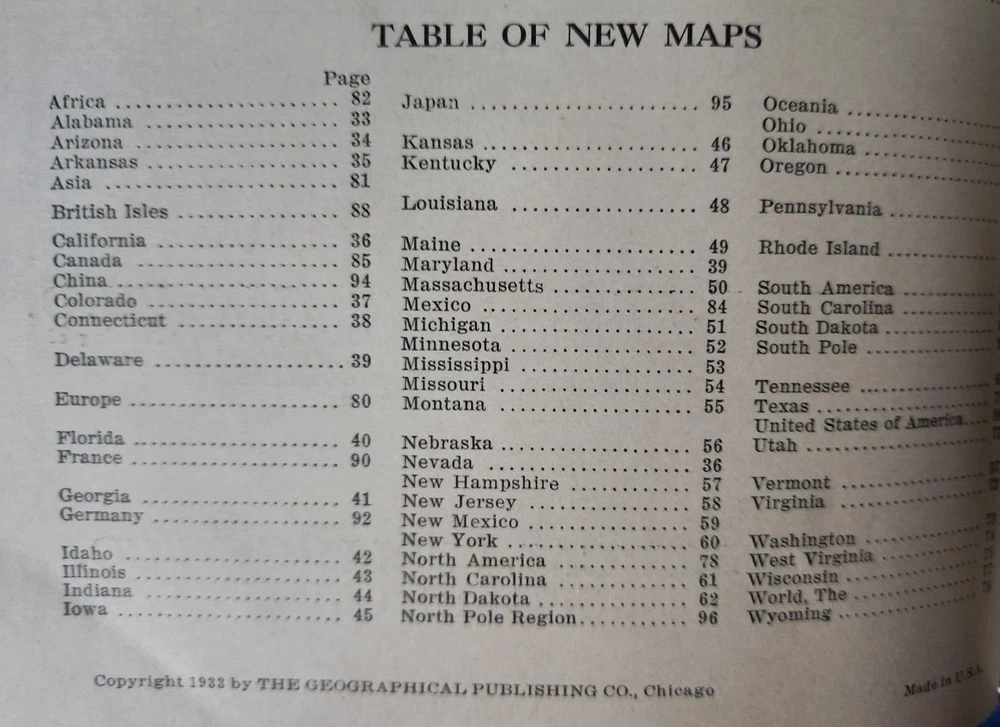 TABLE OF NEW MAPS
Page
Africa ........................ 82
Alabama ..................... 33
Arizona ...................... 34
Arkansas ..................... 35
Asia .......................... 81
British Isles ................. 88
California .................... 36
Canada ....................... 85
China ......................... 94
Colorado ..................... 37
Connecticut .................. 38
Delaware ..................... 39
Europe ....................... 80
Florida ....................... 40
France ....................... 90
Georgia ...................... 41
Germany ..................... 92
Idaho ......................... 42
Illinois ....................... 43
Indiana ...................... 44
Iowa ......................... 45
Japan ........................ 95
Kansas ....................... 46
Kentucky .................... 47
Louisiana .................... 48
Maine ........................ 49
Maryland .................... 39
Massachusetts ............... 50
Mexico ....................... 84
Michigan ..................... 51
Minnesota .................... 52
Mississippi ................... 53
Missouri ..................... 54
Montana ..................... 55
Nebraska .................... 56
Nevada ...................... 36
New Hampshire .............. 57
New Jersey .................. 58
New Mexico ................. 59
New York .................... 60
North America .............. 78
North Carolina .............. 61
North Dakota ................ 62
North Pole Region........... 96
Oceania ............
Ohio ..............
Oklahoma ..........
Oregon ............
Pennsylvania .......
Rhode Island .......
South America ......
South Carolina ......
South Dakota .......
South Pole .........
Tennessee ..........
Texas ..............
United States of America....
Utah ..............
Vermont ...........
Virginia ...........
Washington ........
West Virginia ......
Wisconsin .........
World, The ........
Wyoming ..........
Copyright 1933 by THE GEOGRAPHICAL PUBLISHING CO., Chicago
Made in U.S.A.